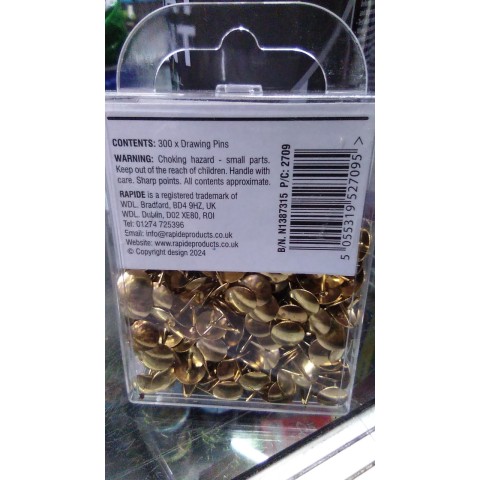 CONTENTS: 300 x Drawing Pins
WARNING: Choking hazard - small parts.
Keep out of the reach of children. Handle with
care. Sharp points. All contents approximate.
RAPIDE is a registered trademark of
WDL. Bradford, BD4 9HZ, UK
WDL. Dublin, D02 XE80, ROI
Tel: 01274 725396
Email: info@rapideproducts.co.uk
Website: www.rapideproducts.co.uk
© Copyright design 2024
B/N. N1387315 P/C: 2709
5 055319 527095 >